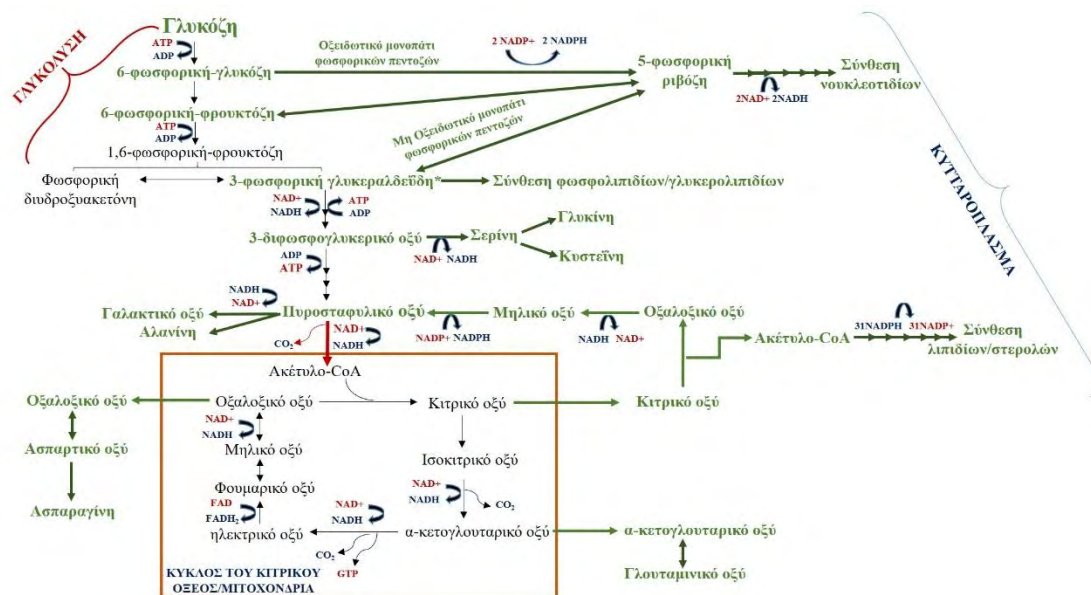 Γλυκόζη
ΓΛΥΚΟΛΥΣΗ
ATP
ADP
Οξειδωτικό μονοπάτι
φωσφορικών πεντοζών
2 NADP+ 2 NADPH
6-φωσφορική-γλυκόζη
5-φωσφορική
ριβόζη
Σύνθεση
νουκλεοτιδίων
2NAD+ 2NADH
6-φωσφορική-φρουκτόζη
ATP
ADP
Μη Οξειδωτικό μονοπάτι
φωσφορικών πεντοζών
1,6-φωσφορική-φρουκτόζη
Φωσφορική
διυδροξυακετόνη
3-φωσφορική γλυκεραλδεΰδη*
Σύνθεση φωσφολιπιδίων/γλυκερολιπιδίων
ΚΥΤΤΑΡΟΠΛΑΣΜΑ
NAD+ ATP
NADH ADP
Γλυκίνη
3-διφωσφογλυκερικό οξύ
Σερίνη
NAD+ NADH
Κυστεΐνη
ADP
ATP
NADH
NAD+
Γαλακτικό οξύ
Αλανίνη
Πυροσταφυλικό οξύ
Μηλικό οξύ
Οξαλοξικό οξύ
NADP+ NADPH
NADH NAD+
31NADPH 31NADP+
Ακέτυλο-CoA
Σύνθεση
λιπιδίων/στερολών
CO2
NAD+
NADH
Ακέτυλο-CoA
Οξαλοξικό οξύ
Οξαλοξικό οξύ
Κιτρικό οξύ
Κιτρικό οξύ
NAD+
NADH
Ασπαρτικό οξύ
Μηλικό οξύ
Ισοκιτρικό οξύ
Φουμαρικό οξύ
NAD+
NADH
CO2
Ασπαραγίνη
FAD
FADH2
NAD+
NADH
ηλεκτρικό οξύ
α-κετογλουταρικό οξύ
α-κετογλουταρικό οξύ
CO2
GTP
Γλουταμινικό οξύ
ΚΥΚΛΟΣ ΤΟΥ ΚΙΤΡΙΚΟΥ
ΟΞΕΟΣ/ΜΙΤΟΧΟΝΔΡΙΑ